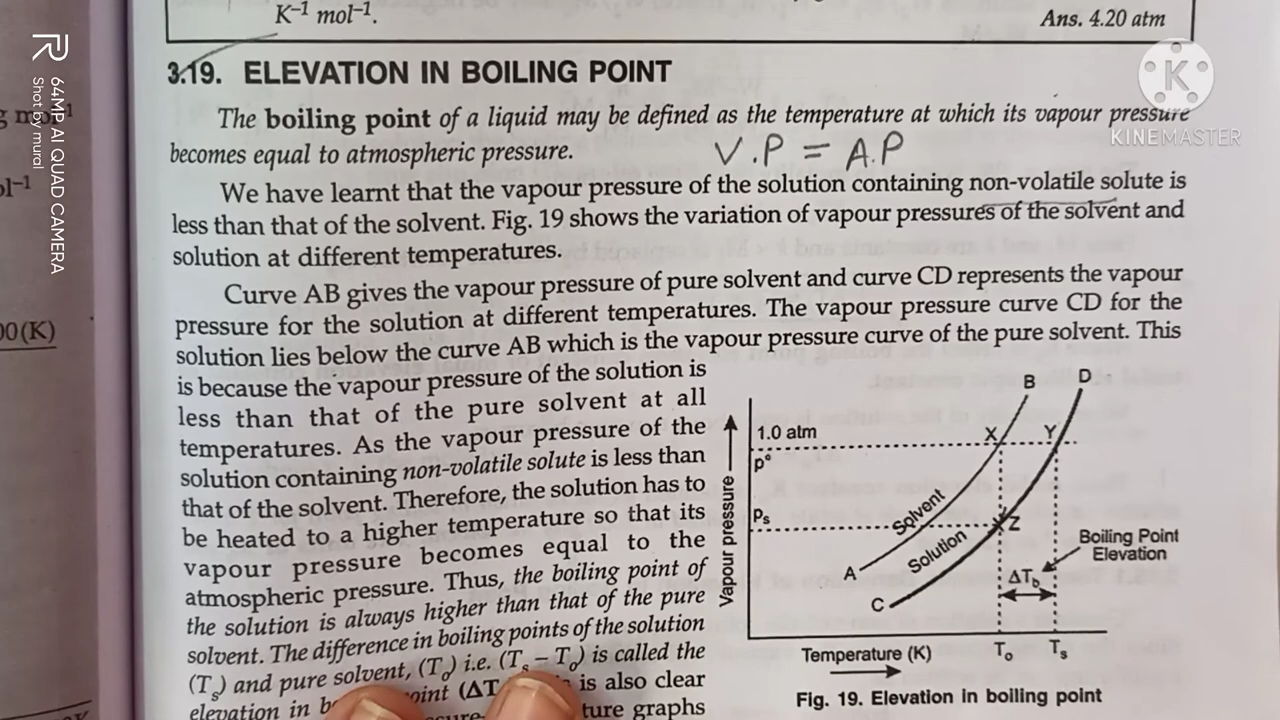 K⁻¹ mol⁻¹.
Ans. 4.20 atm
3.19. ELEVATION IN BOILING POINT
The boiling point of a liquid may be defined as the temperature at which its vapour pressure
becomes equal to atmospheric pressure.
V.P = A.P
We have learnt that the vapour pressure of the solution containing non-volatile solute is
less than that of the solvent. Fig. 19 shows the variation of vapour pressures of the solvent and
solution at different temperatures.
Curve AB gives the vapour pressure of pure solvent and curve CD represents the vapour
pressure for the solution at different temperatures. The vapour pressure curve CD for the
solution lies below the curve AB which is the vapour pressure curve of the pure solvent. This
is because the vapour pressure of the solution is
less than that of the pure solvent at all
temperatures. As the vapour pressure of the
solution containing non-volatile solute is less than
that of the solvent. Therefore, the solution has to
be heated to a higher temperature so that its
vapour pressure becomes equal to the
atmospheric pressure. Thus, the boiling point of
the solution is always higher than that of the pure
solvent. The difference in boiling points of the solution
(Tₛ) and pure solvent, (Tₒ) i.e. (Tₛ – Tₒ) is called the
elevation in point (ΔT is also clear
ture graphs
B D
1.0 atm X Y
p°
pₛ
Z
Solvent
Solution
A
C
Boiling Point
Elevation
ΔT_b
Vapour pressure
Temperature (K) Tₒ Tₛ
Fig. 19. Elevation in boiling point
64MP AI QUAD CAMERA
Shot by mural
K
KINEMASTER
ol⁻¹
00(K)